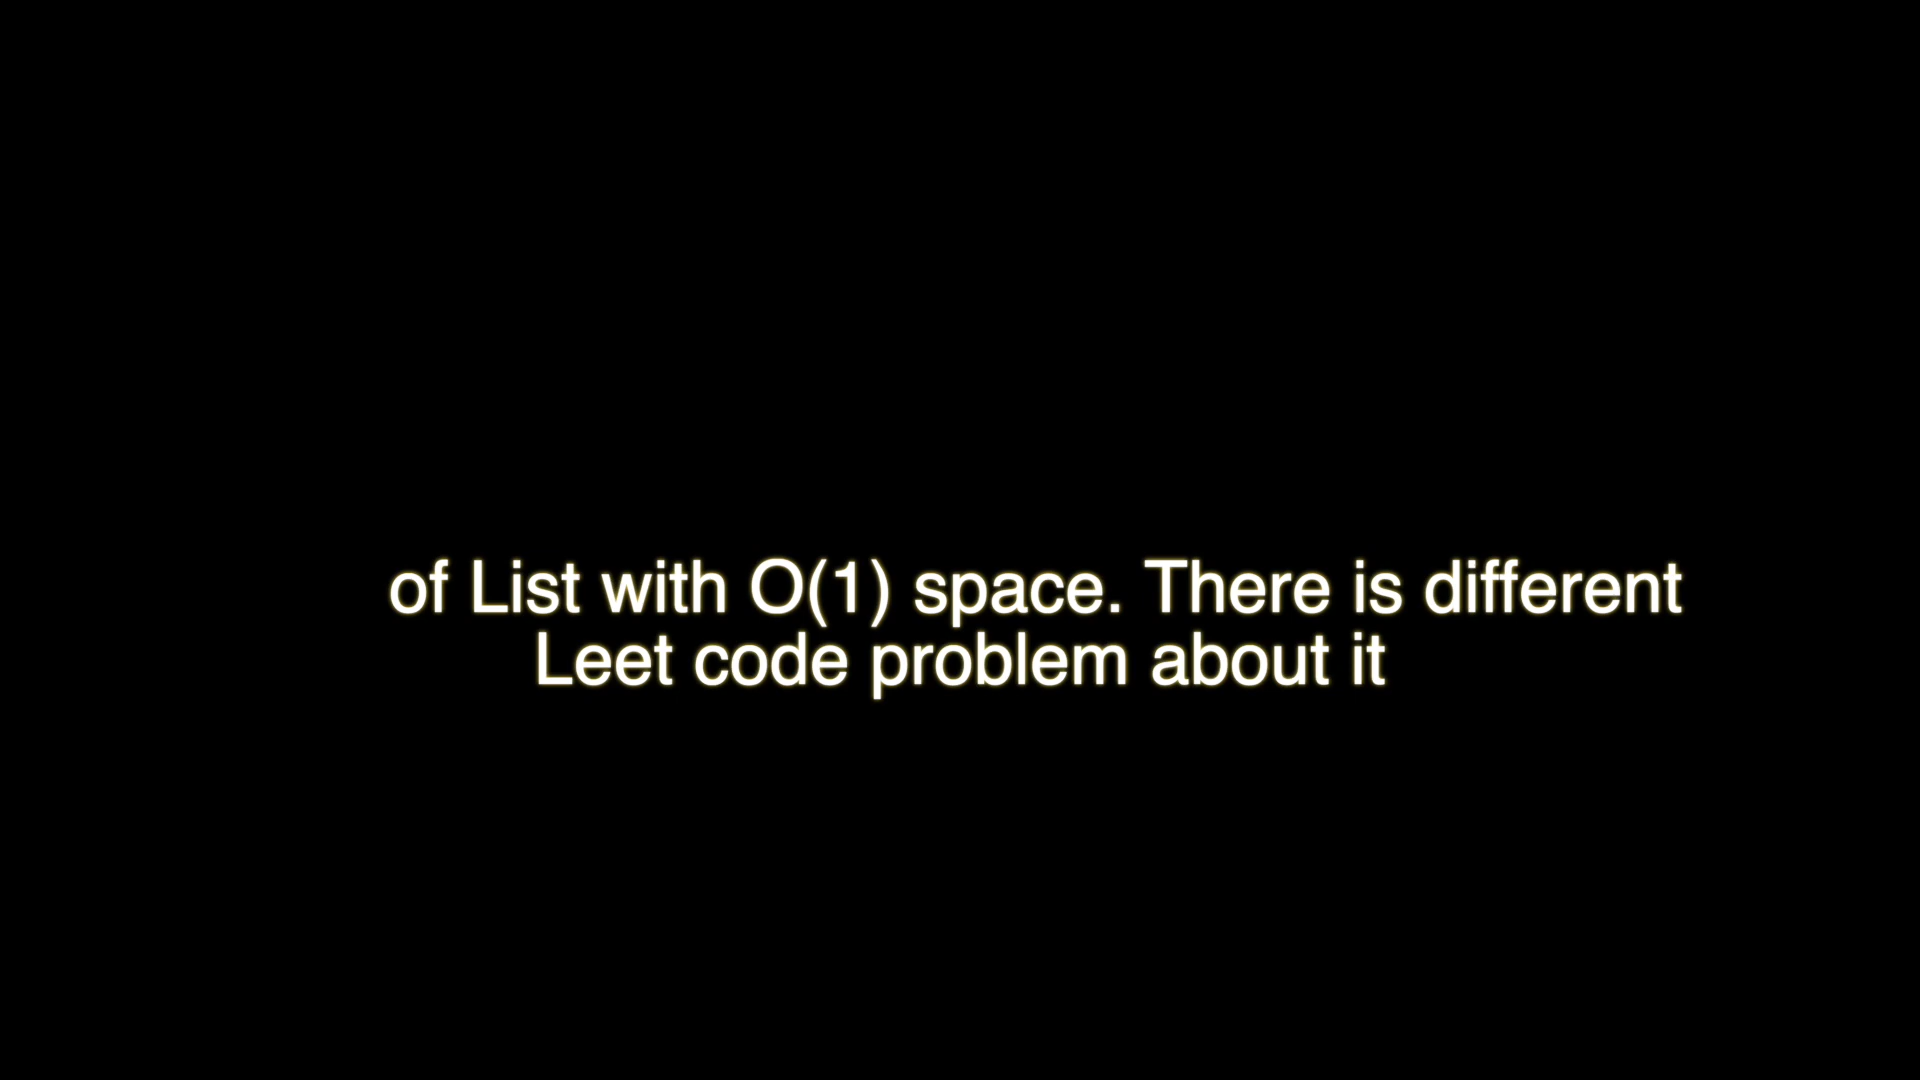 of List with O(1) space. There is different
Leet code problem about it